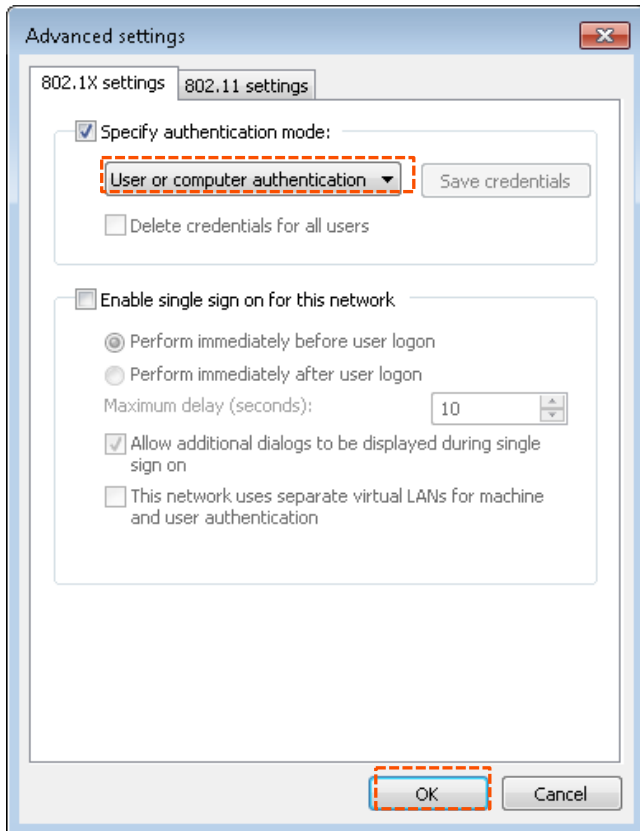 Advanced settings
802.1X settings
802.11 settings
Specify authentication mode:
User or computer authentication
Save credentials
Delete credentials for all users
Enable single sign on for this network
Perform immediately before user logon
Perform immediately after user logon
Maximum delay (seconds):
10
Allow additional dialogs to be displayed during single
sign on
This network uses separate virtual LANs for machine
and user authentication
OK
Cancel